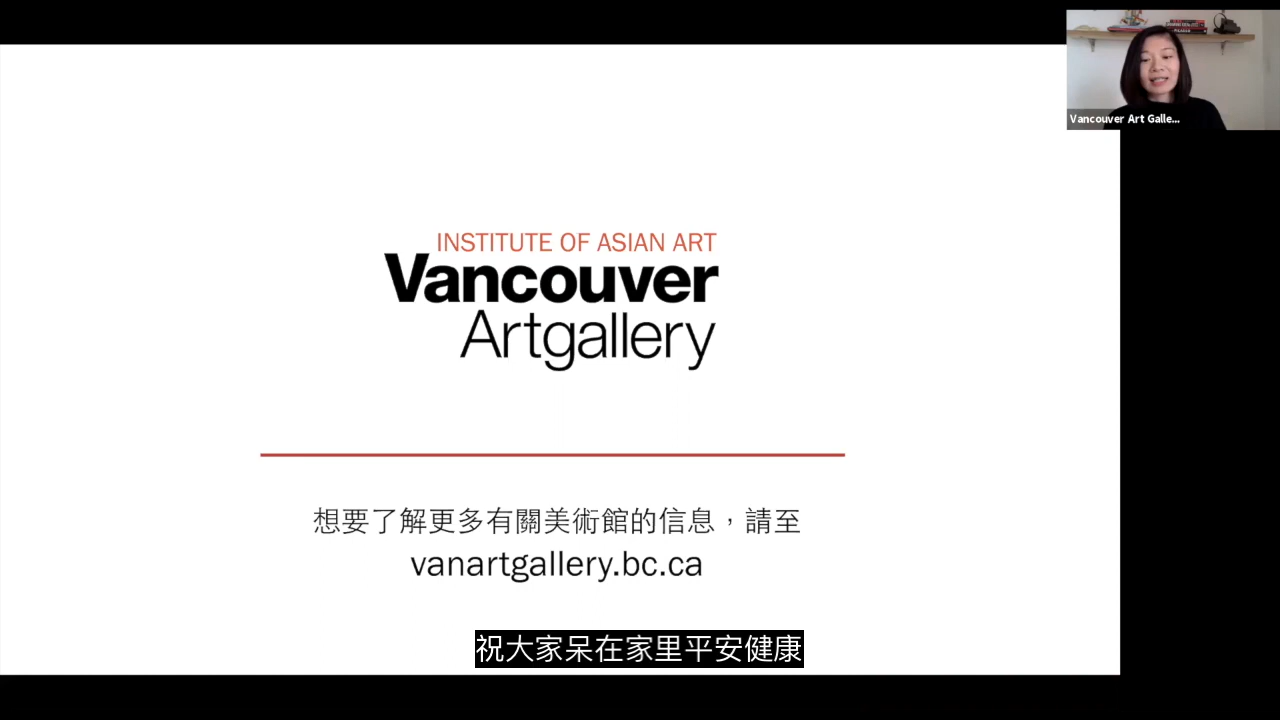 Vancouver Art Galle...
INSTITUTE OF ASIAN ART
Vancouver
Artgallery
想要了解更多有關美術館的信息，請至
vanartgallery.bc.ca
祝大家呆在家里平安健康